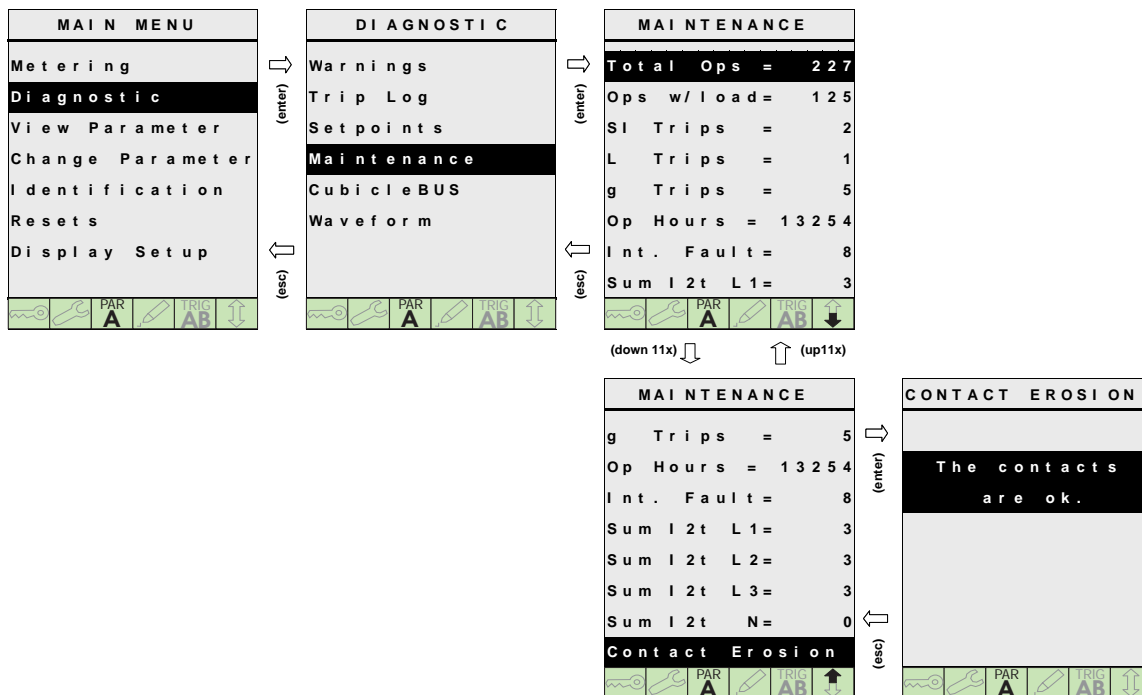 MAIN MENU
Metering
Diagnostic
View Parameter
Change Parameter
Identification
Resets
Display Setup
PAR
A
TRIG
AB
(enter)
(esc)
DIAGNOSTIC
Warnings
Trip Log
Setpoints
Maintenance
CubicleBUS
Waveform
PAR
A
TRIG
AB
(enter)
(esc)
MAINTENANCE
Total Ops = 227
Ops w/load= 125
SI Trips = 2
L Trips = 1
g Trips = 5
Op Hours = 13254
Int. Fault= 8
Sum I2t L1= 3
PAR
A
TRIG
AB
(down 11x)
(up11x)
MAINTENANCE
g Trips = 5
Op Hours = 13254
Int. Fault= 8
Sum I2t L1= 3
Sum I2t L2= 3
Sum I2t L3= 3
Sum I2t N= 0
Contact Erosion
PAR
A
TRIG
AB
(enter)
(esc)
CONTACT EROSION
The contacts
are ok.
PAR
A
TRIG
AB